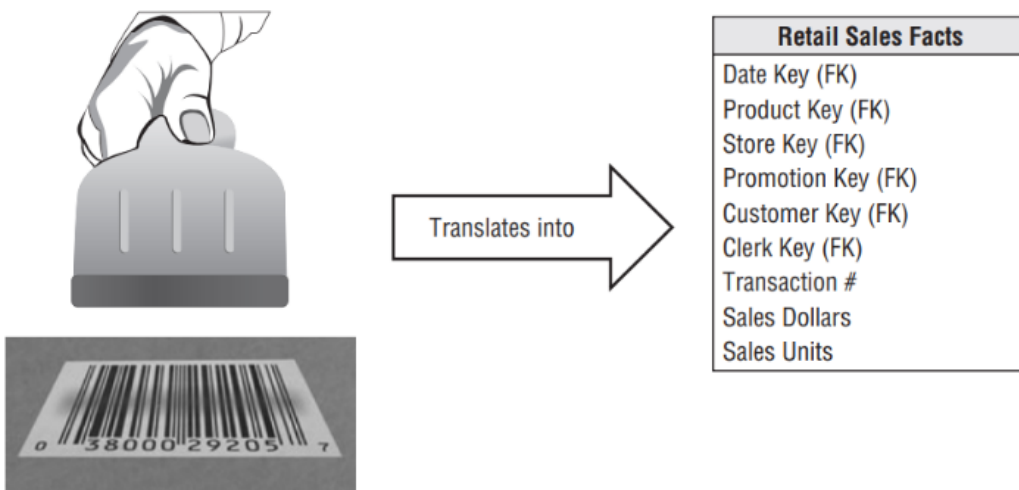 0 38000 29205 7
Translates into
Retail Sales Facts
Date Key (FK)
Product Key (FK)
Store Key (FK)
Promotion Key (FK)
Customer Key (FK)
Clerk Key (FK)
Transaction #
Sales Dollars
Sales Units